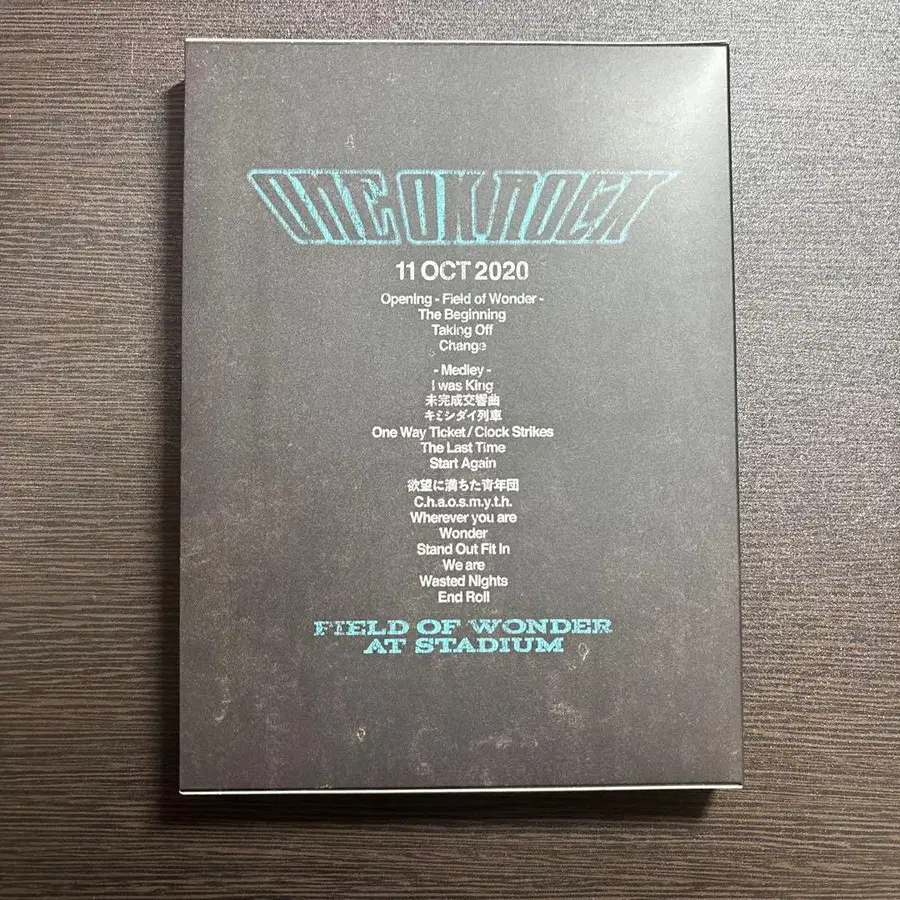 ONE OK ROCK
11 OCT 2020
Opening - Field of Wonder -
The Beginning
Taking Off
Change
- Medley -
I was King
未完成交響曲
キミシダイ列車
One Way Ticket / Clock Strikes
The Last Time
Start Again
欲望に満ちた青年団
C.h.a.o.s.m.y.t.h.
Wherever you are
Wonder
Stand Out Fit In
We are
Wasted Nights
End Roll
FIELD OF WONDER
AT STADIUM